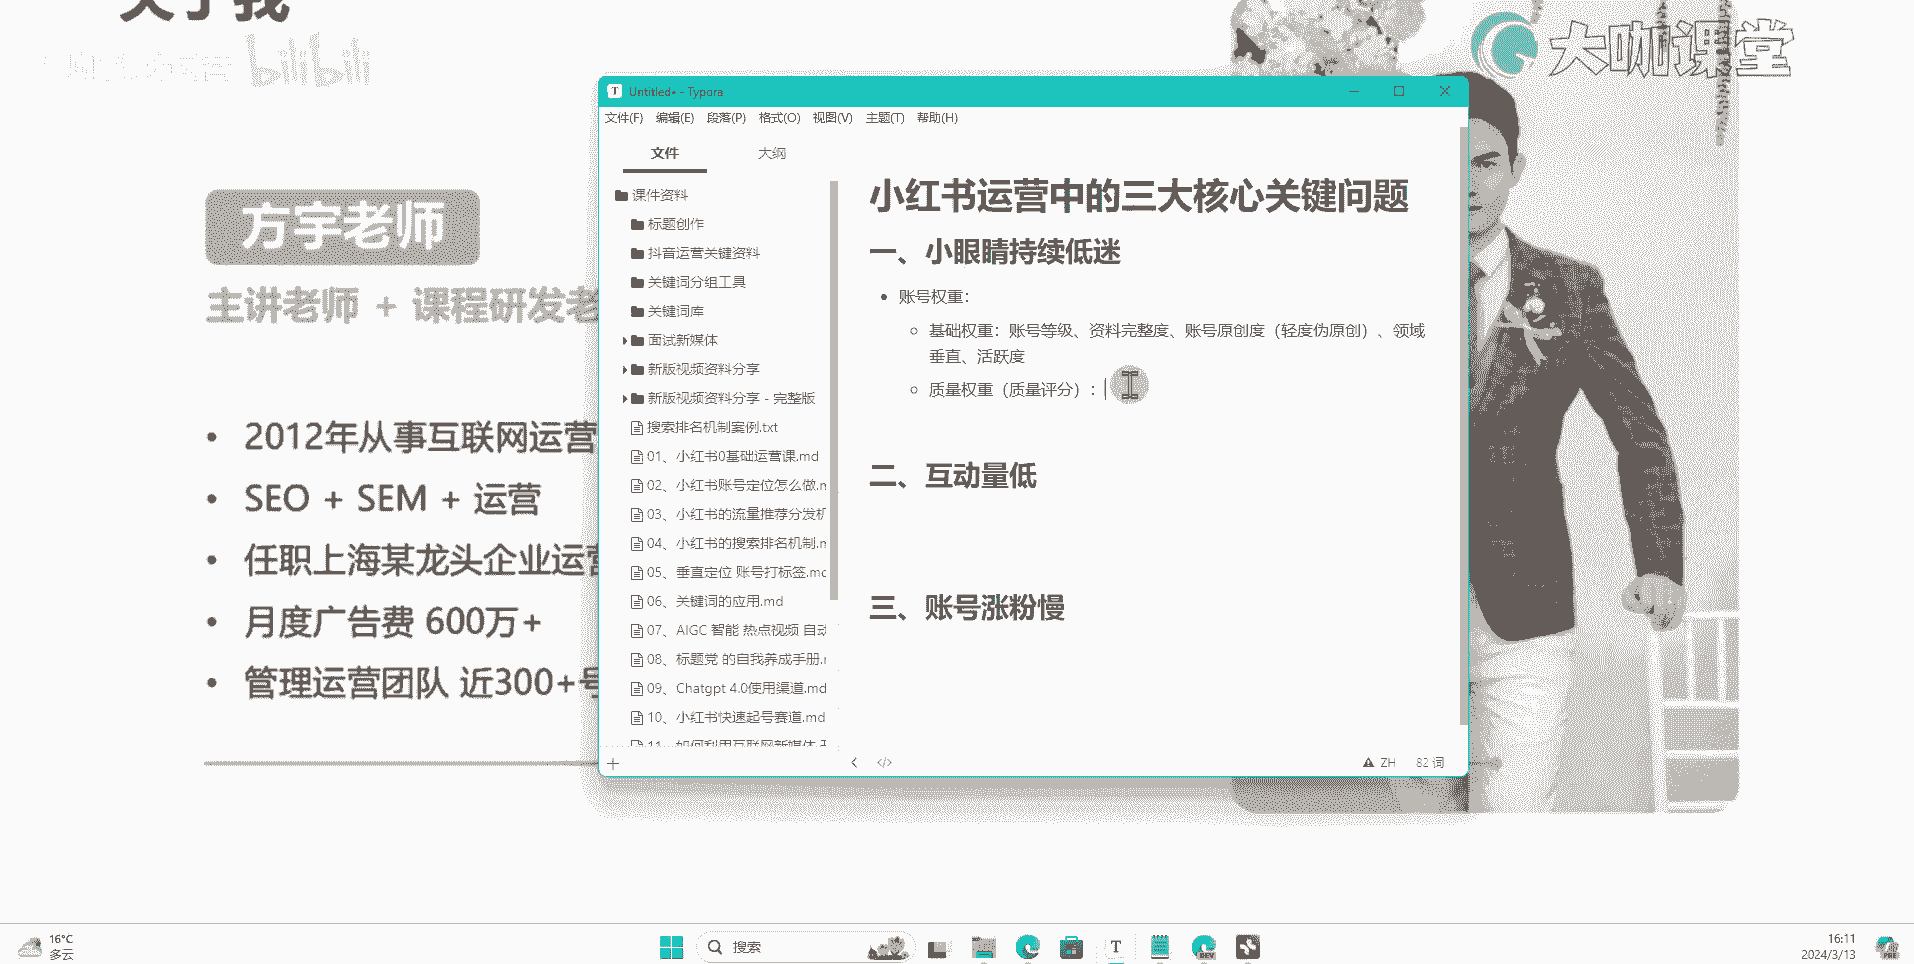 关于我
bilibili
大咖课堂
方宇老师
主讲老师 + 课程研发老
2012年从事互联网运营
SEO + SEM + 运营
任职上海某龙头企业运营
月度广告费 600万+
管理运营团队 近300+号
Untitled• - Typora
文件(F) 编辑(E) 段落(P) 格式(O) 视图(V) 主题(T) 帮助(H)
文件 大纲
课件资料
标题创作
抖音运营关键资料
关键词分组工具
关键词库
面试新媒体
新版视频资料分享
新版视频资料分享 - 完整版
搜索排名机制案例.txt
01、小红书0基础运营课.md
02、小红书账号定位怎么做.m
03、小红书的流量推荐分发机
04、小红书的搜索排名机制.m
05、垂直定位 账号打标签.md
06、关键词的应用.md
07、AIGC 智能 热点视频 自动
08、标题党 的自我养成手册.m
09、Chatgpt 4.0使用渠道.md
10、小红书快速起号赛道.md
11、如何利用互联网新媒体
小红书运营中的三大核心关键问题
一、小眼睛持续低迷
账号权重：
基础权重：账号等级、资料完整度、账号原创度（轻度伪原创）、领域
垂直、活跃度
质量权重（质量评分）：
二、互动量低
三、账号涨粉慢
ZH 82 词
16°C
多云
搜索
16:11
2024/3/13